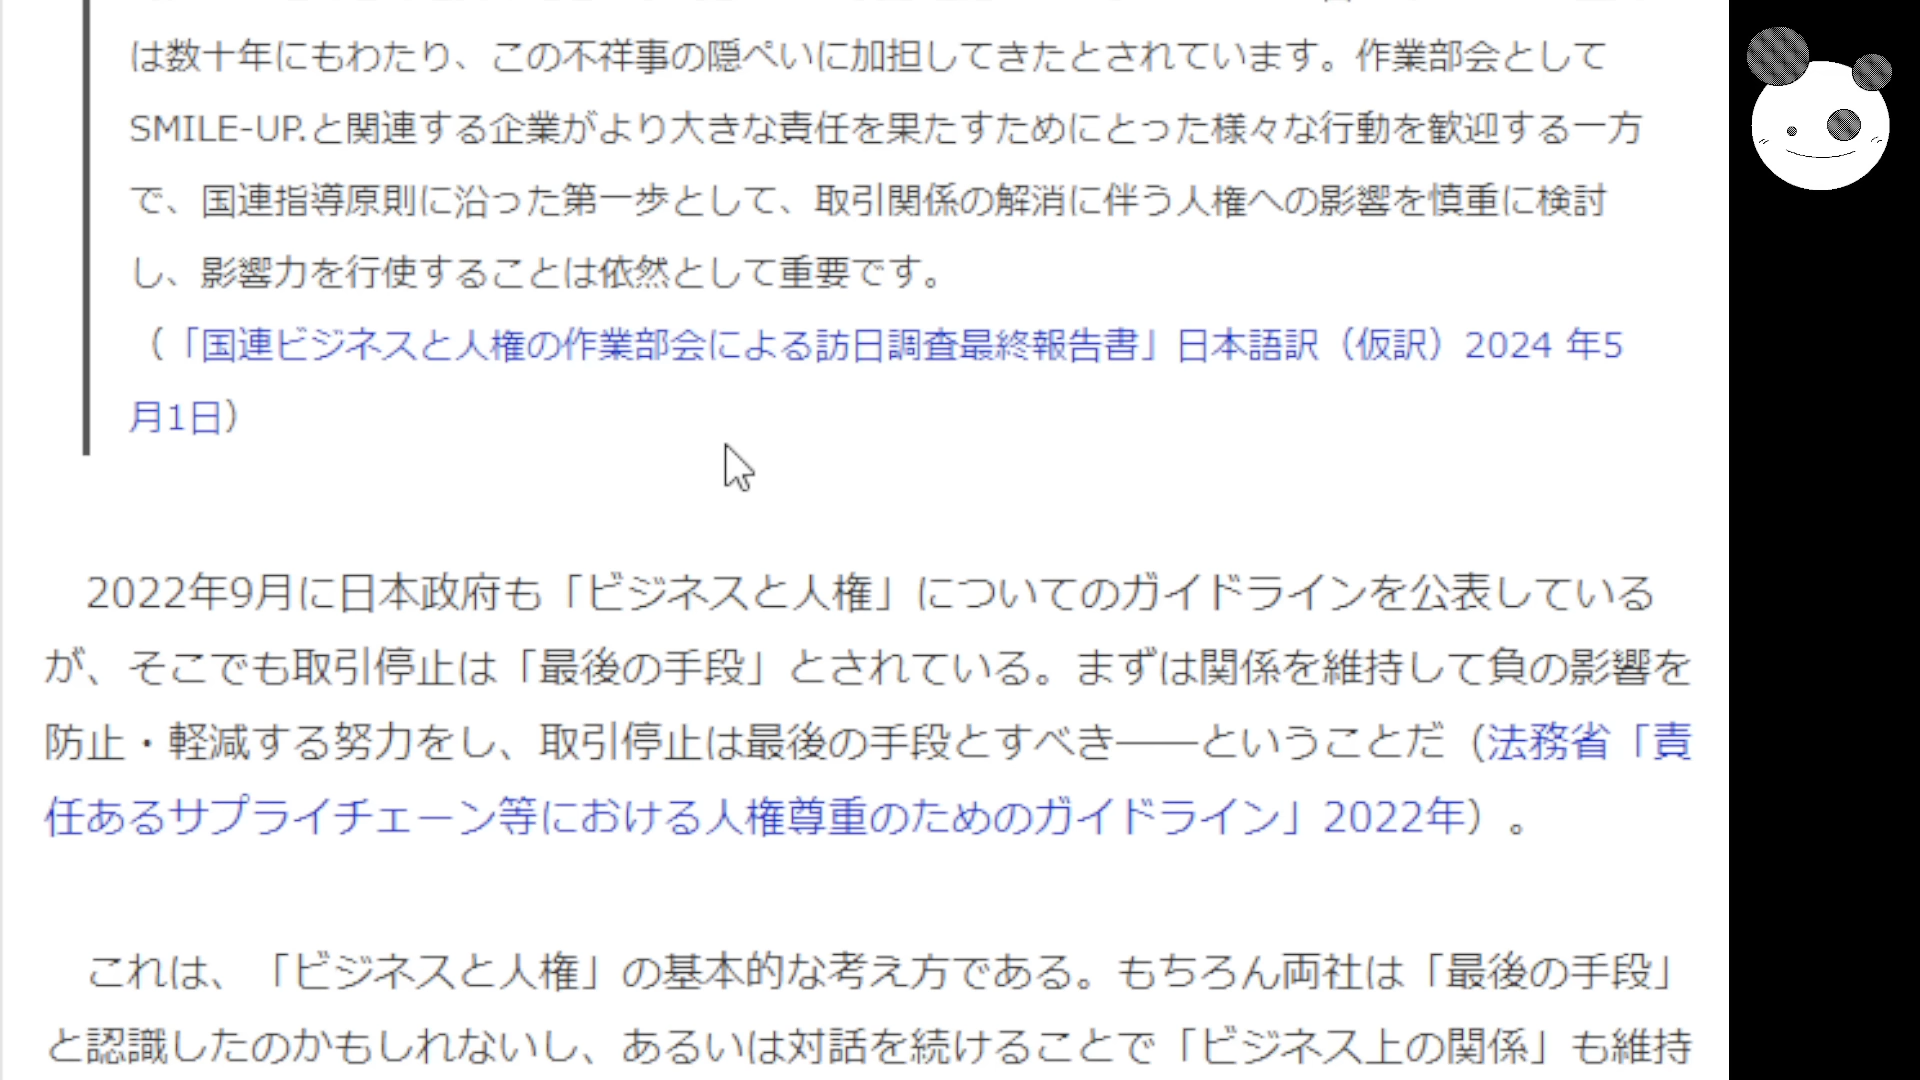 は数十年にもわたり、この不祥事の隠ぺいに加担してきたとされています。作業部会として
SMILE-UP.と関連する企業がより大きな責任を果たすためにとった様々な行動を歓迎する一方
で、国連指導原則に沿った第一歩として、取引関係の解消に伴う人権への影響を慎重に検討
し、影響力を行使することは依然として重要です。
（「国連ビジネスと人権の作業部会による訪日調査最終報告書」日本語訳（仮訳）2024 年5
月1日）
2022年9月に日本政府も「ビジネスと人権」についてのガイドラインを公表している
が、そこでも取引停止は「最後の手段」とされている。まずは関係を維持して負の影響を
防止・軽減する努力をし、取引停止は最後の手段とすべき――ということだ（法務省「責
任あるサプライチェーン等における人権尊重のためのガイドライン」2022年）。
これは、「ビジネスと人権」の基本的な考え方である。もちろん両社は「最後の手段」
と認識したのかもしれないし、あるいは対話を続けることで「ビジネス上の関係」も維持